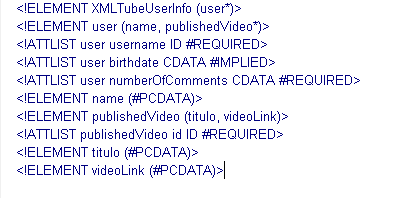 <!ELEMENT XMLTubeUserInfo (user*)>
<!ELEMENT user (name, publishedVideo*)>
<!ATTLIST user username ID #REQUIRED>
<!ATTLIST user birthdate CDATA #IMPLIED>
<!ATTLIST user numberOfComments CDATA #REQUIRED>
<!ELEMENT name (#PCDATA)>
<!ELEMENT publishedVideo (titulo, videoLink)>
<!ATTLIST publishedVideo id ID #REQUIRED>
<!ELEMENT titulo (#PCDATA)>
<!ELEMENT videoLink (#PCDATA)>